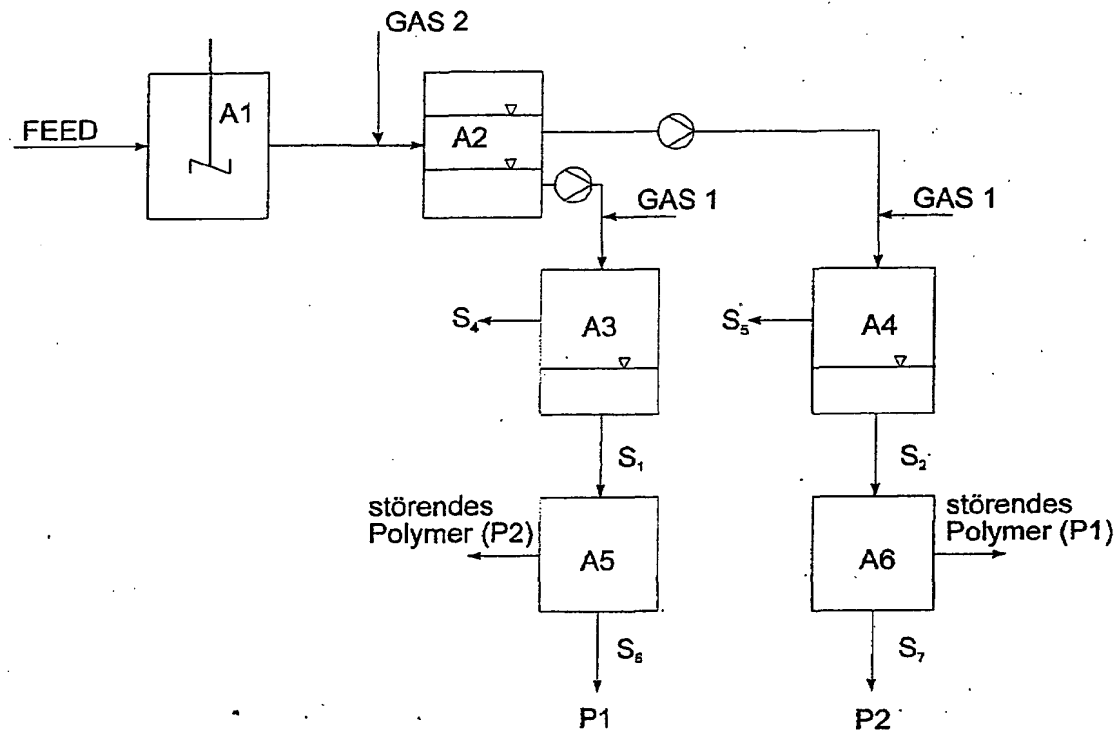 GAS 2
FEED
A1
A2
GAS 1
GAS 1
S₄
A3
S₅
A4
S₁
S₂
störendes
Polymer (P2)
A5
störendes
Polymer (P1)
A6
S₆
S₇
P1
P2